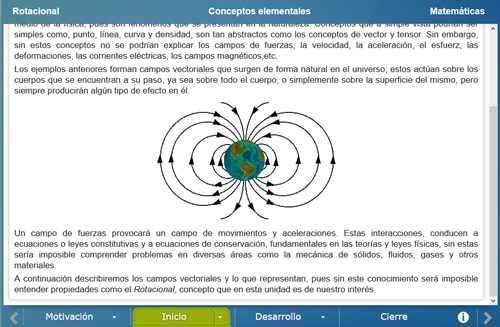 Rotacional
Conceptos elementales
Matemáticas
medio de la física, pues son fenómenos que se presentan en la naturaleza. Conceptos que a simple vista podrían ser
simples como, punto, línea, curva y densidad, son tan abstractos como los conceptos de vector y tensor. Sin embargo,
sin estos conceptos no se podrían explicar los campos de fuerzas, la velocidad, la aceleración, el esfuerz, las
deformaciones, las corrientes eléctricas, los campos magnéticos,etc.
Los ejemplos anteriores forman campos vectoriales que surgen de forma natural en el universo; estos actúan sobre los
cuerpos que se encuentran a su paso, ya sea sobre todo el cuerpo, o simplemente sobre la superficie del mismo, pero
siempre producirán algún tipo de efecto en él.
Un campo de fuerzas provocará un campo de movimientos y aceleraciones. Estas interacciones, conducen a
ecuaciones o leyes constitutivas y a ecuaciones de conservación, fundamentales en las teorías y leyes físicas, sin estas
sería imposible comprender problemas en diversas áreas como la mecánica de sólidos, fluidos, gases y otros
materiales.
A continuación describiremos los campos vectoriales y lo que representan, pues sin este conocimiento será imposible
entender propiedades como el Rotacional, concepto que en esta unidad es de nuestro interés.
Motivación
Inicio
Desarrollo
Cierre